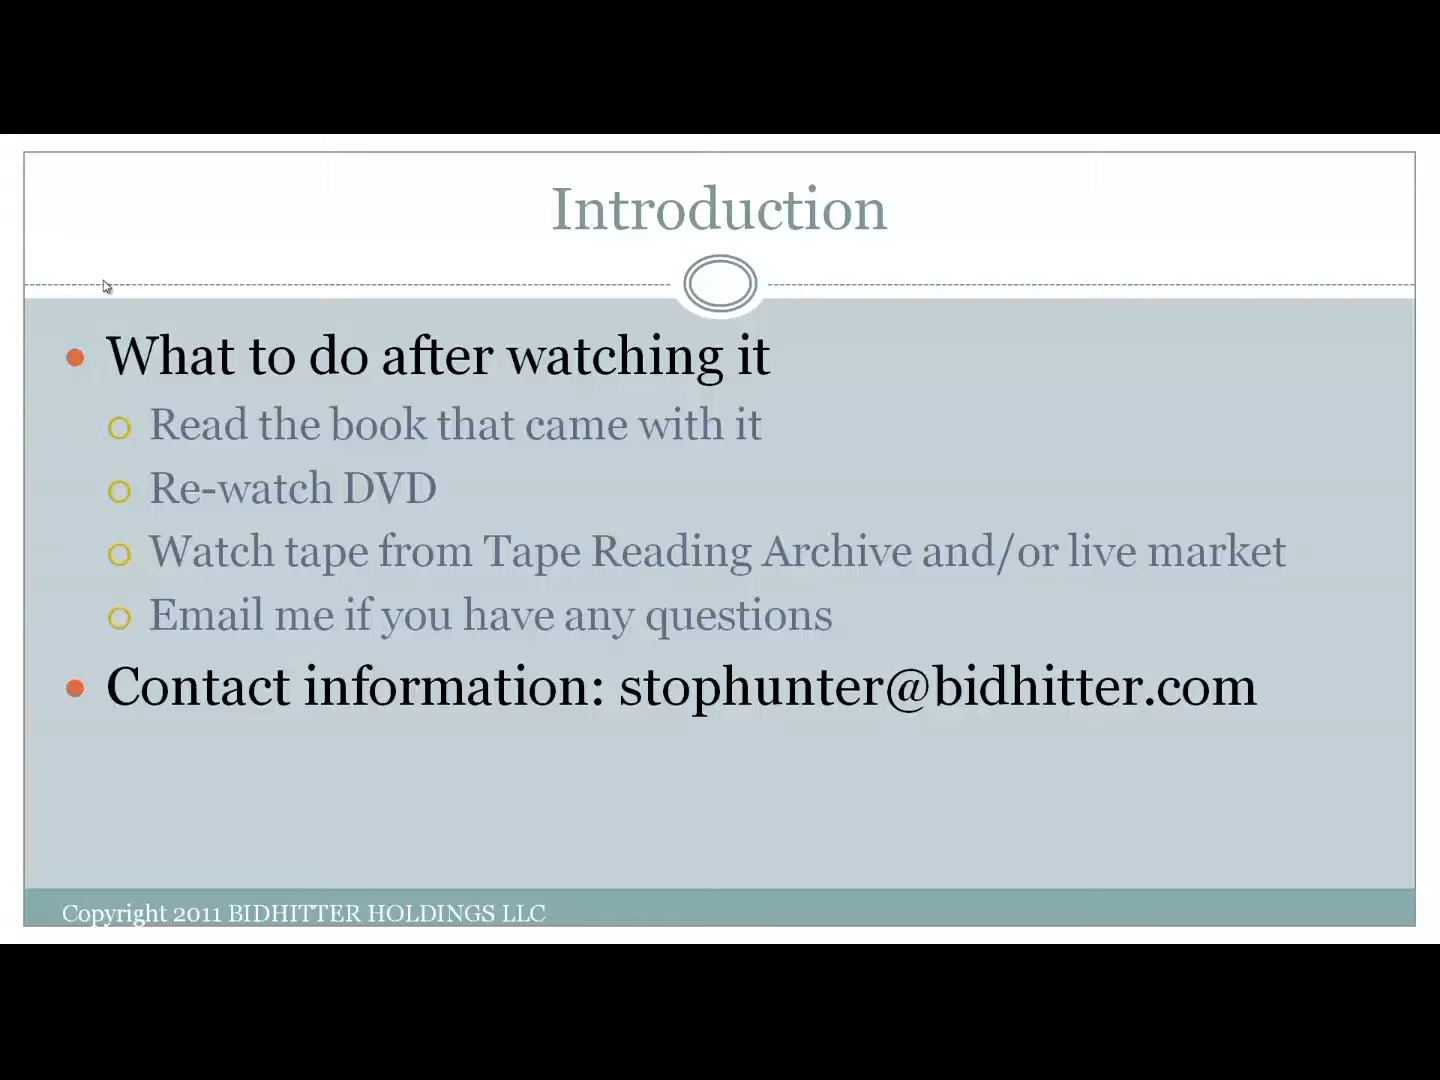 Introduction
What to do after watching it
Read the book that came with it
Re-watch DVD
Watch tape from Tape Reading Archive and/or live market
Email me if you have any questions
Contact information: stophunter@bidhitter.com
Copyright 2011 BIDHITTER HOLDINGS LLC